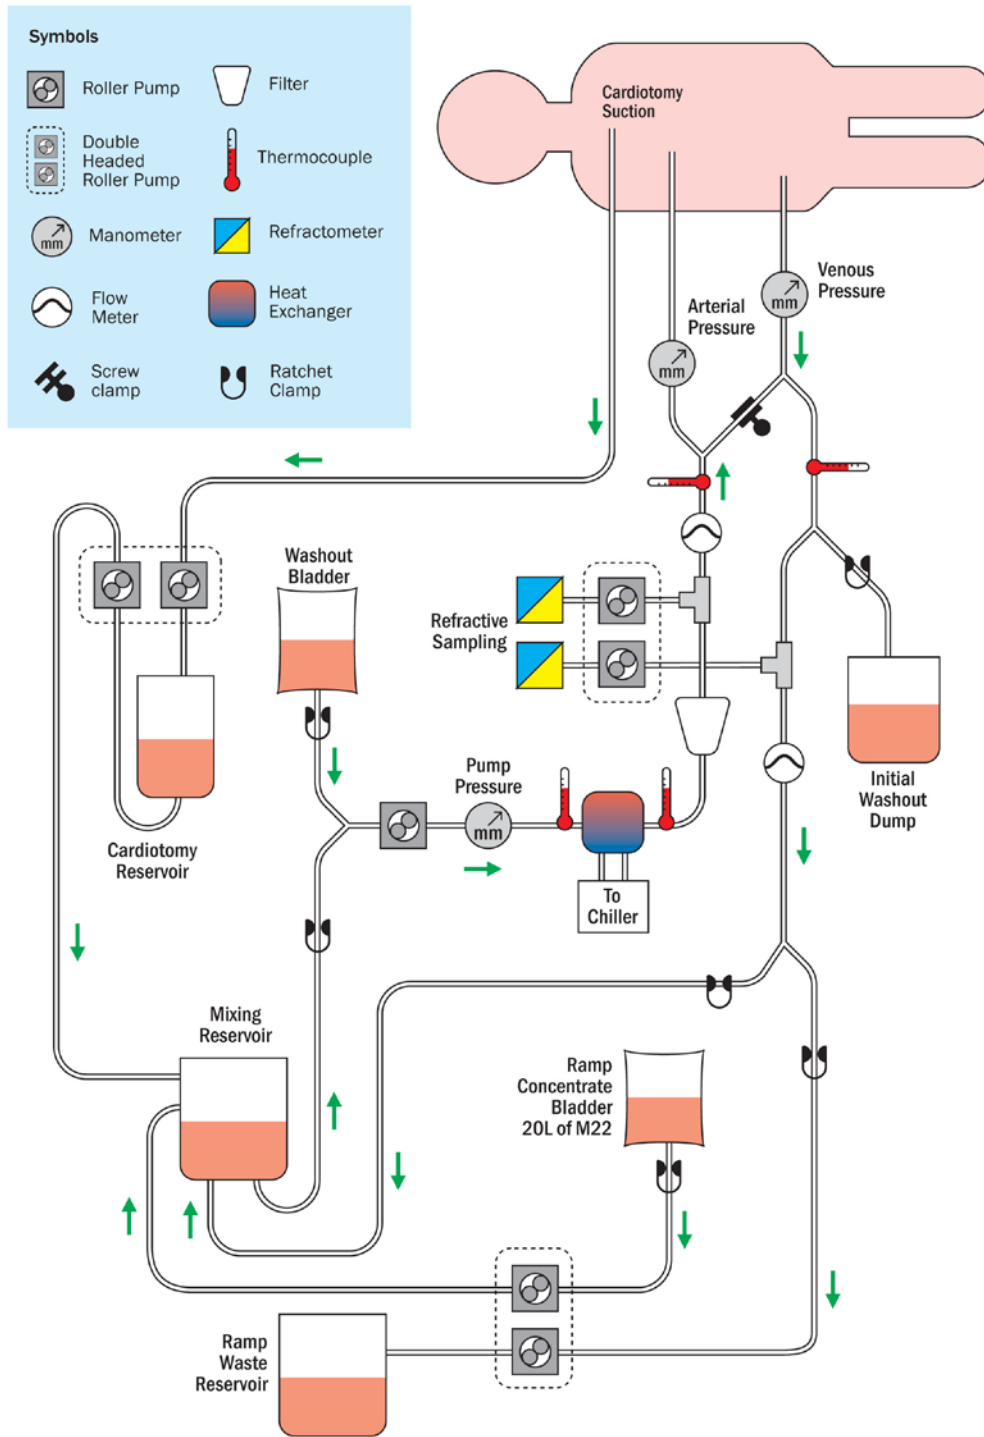 Symbols
Roller Pump
Filter
Double
Headed
Roller Pump
Thermocouple
mm
Manometer
Refractometer
Flow
Meter
Heat
Exchanger
Screw
clamp
Ratchet
Clamp
Cardiotomy
Suction
Venous
Pressure
mm
Arterial
Pressure
mm
Washout
Bladder
Refractive
Sampling
Pump
Pressure
mm
Initial
Washout
Dump
Cardiotomy
Reservoir
To
Chiller
Mixing
Reservoir
Ramp
Concentrate
Bladder
20L of M22
Ramp
Waste
Reservoir